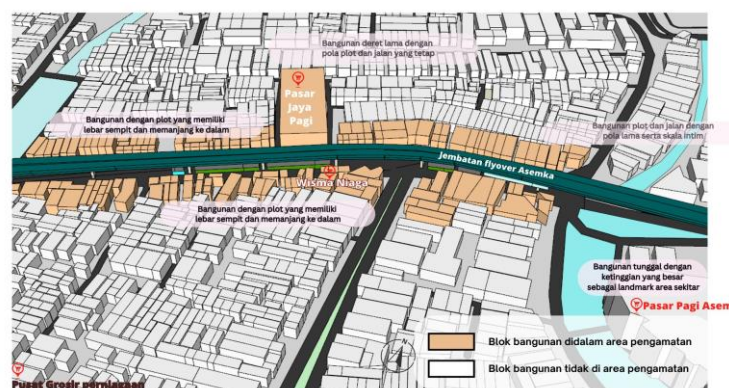 Bangunan deret lama dengan
pola plot dan jalan yang tetap
Pasar
Jaya
Pagi
Bangunan dengan plot yang memiliki
lebar sempit dan memanjang ke dalam
Bangunan plot dan jalan dengan
pola lama serta skala intim
Jembatan flyover Asemka
Wisma Niaga
Bangunan dengan plot yang memiliki
lebar sempit dan memanjang ke dalam
Bangunan tunggal dengan
ketinggian yang besar
sebagai landmark area sekitar
Pasar Pagi Asem
N
Blok bangunan didalam area pengamatan
Blok bangunan tidak di area pengamatan
Pusat Grosir perniagaan